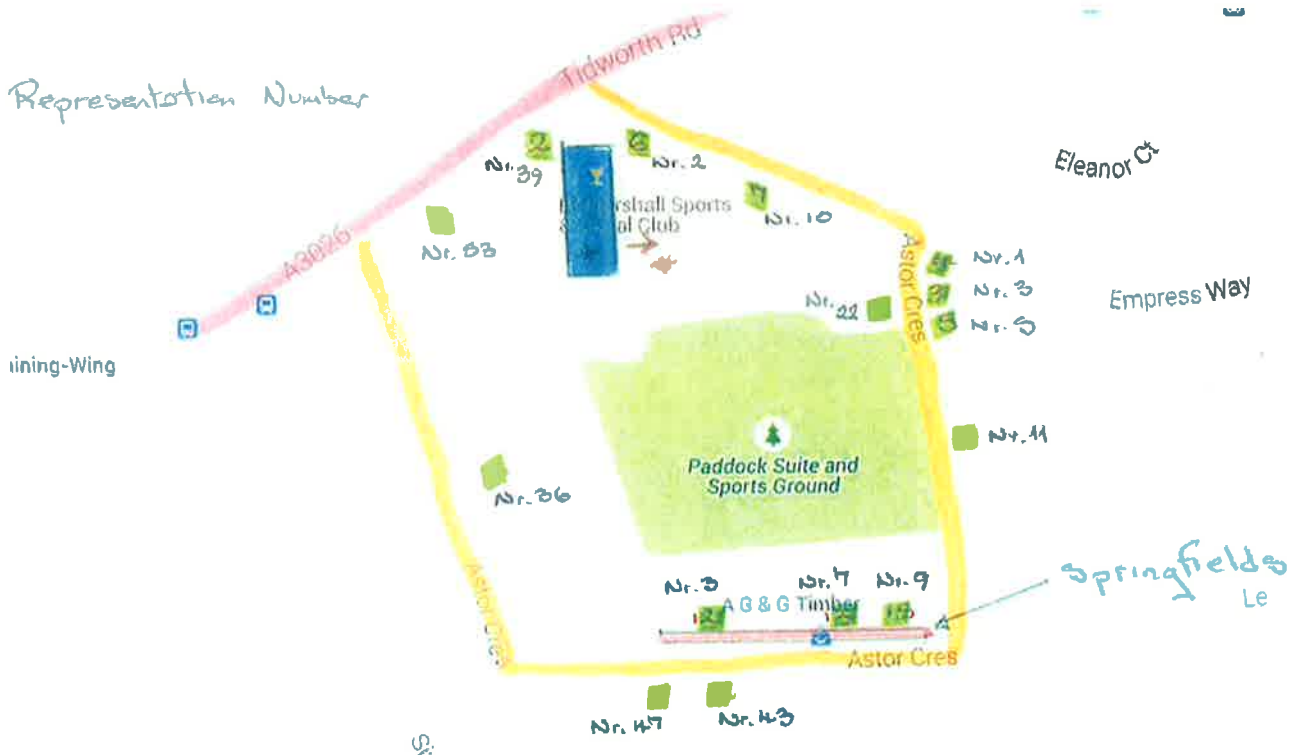 Tidworth Rd
Representation Number
Nr. 39
Nr. 2
Eleanor Ct
Nr. 10
rshall Sports
al Club
Nr. 53
A3026
Astor Cres
Nr. 1
Nr. 3
Nr. 5
Nr. 22
Empress Way
ining-Wing
Nr. 11
Paddock Suite and
Sports Ground
Nr. 36
Springfields
Le
Nr. 3
Nr. 7
Nr. 9
A G & G Timber
Astor Cres
Astor Cres
Nr. 47
Nr. 43